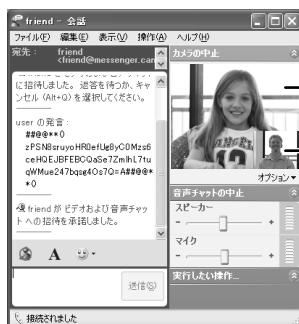 friend - 会話
ファイル(F) 編集(E) 表示(V) 操作(A) ヘルプ(H)
宛先： friend
<friend@messenger.car
に招待しました。返答を待つか、キャ
ンセル (Alt+Q) を選択してください。
user の発言：
##@@**0
zPSN8sruyoHR0efUg8yC0Mzs6
ceHQEJBFEBCQaSe7ZmlhL7tu
qWMue247bqsg4Os7Q=A##@@*
*0
friend が ビデオおよび音声チャッ
トへの招待を承諾しました。
A
送信(S)
接続されました
カメラの中止
ANGEL
オプション
音声チャットの中止
スピーカー
- +
マイク
- +
実行したい操作...